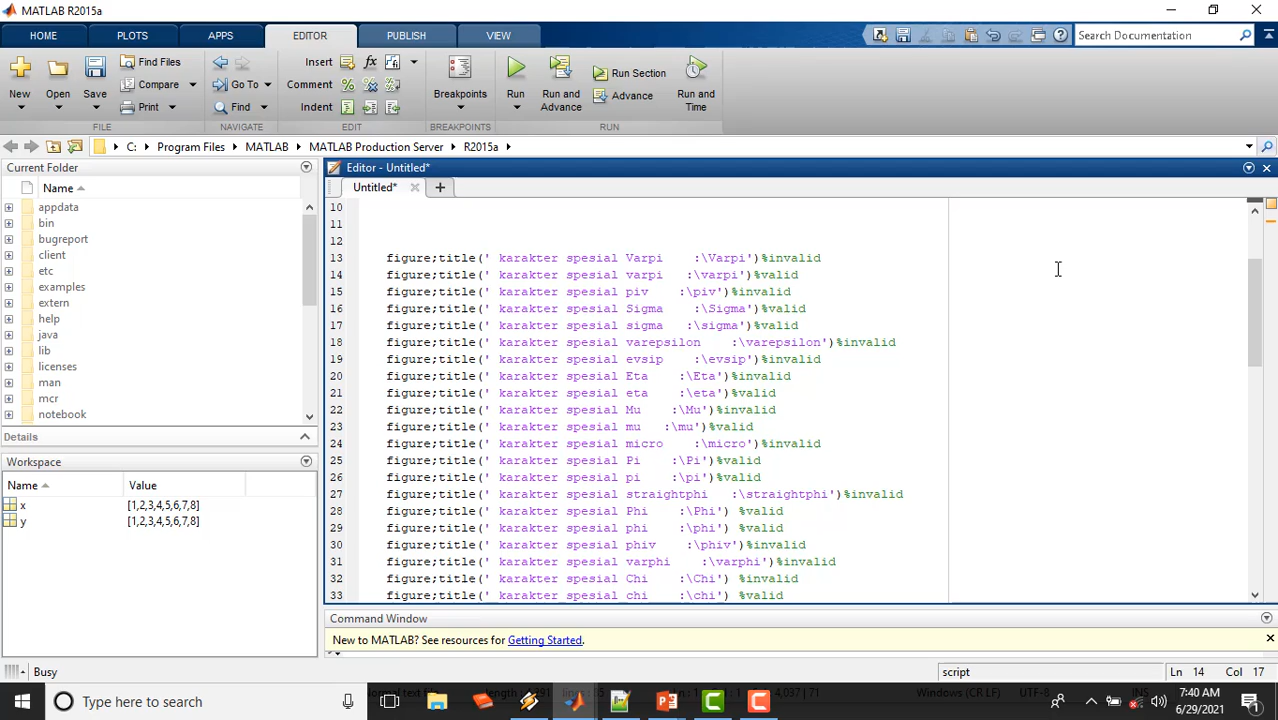 MATLAB R2015a
HOME PLOTS APPS EDITOR PUBLISH VIEW Search Documentation
New Open Save Find Files Compare Print
Go To Find
Insert Comment Indent
Breakpoints
Run Run and Advance Run Section Advance Run and Time
FILE NAVIGATE EDIT BREAKPOINTS RUN
C: Program Files MATLAB MATLAB Production Server R2015a
Current Folder
Name
appdata
bin
bugreport
client
etc
examples
extern
help
java
lib
licenses
man
mcr
notebook
Details
Workspace
Name Value
x [1,2,3,4,5,6,7,8]
y [1,2,3,4,5,6,7,8]
Editor - Untitled*
Untitled*
10
11
12
13 figure;title(' karakter spesial Varpi :\Varpi')%invalid
14 figure;title(' karakter spesial varpi :\varpi')%valid
15 figure;title(' karakter spesial piv :\piv')%invalid
16 figure;title(' karakter spesial Sigma :\Sigma')%valid
17 figure;title(' karakter spesial sigma :\sigma')%valid
18 figure;title(' karakter spesial varepsilon :\varepsilon')%invalid
19 figure;title(' karakter spesial evsip :\evsip')%invalid
20 figure;title(' karakter spesial Eta :\Eta')%invalid
21 figure;title(' karakter spesial eta :\eta')%valid
22 figure;title(' karakter spesial Mu :\Mu')%invalid
23 figure;title(' karakter spesial mu :\mu')%valid
24 figure;title(' karakter spesial micro :\micro')%invalid
25 figure;title(' karakter spesial Pi :\Pi')%valid
26 figure;title(' karakter spesial pi :\pi')%valid
27 figure;title(' karakter spesial straightphi :\straightphi')%invalid
28 figure;title(' karakter spesial Phi :\Phi') %valid
29 figure;title(' karakter spesial phi :\phi') %valid
30 figure;title(' karakter spesial phiv :\phiv')%invalid
31 figure;title(' karakter spesial varphi :\varphi')%invalid
32 figure;title(' karakter spesial Chi :\Chi') %invalid
33 figure;title(' karakter spesial chi :\chi') %valid
Command Window
New to MATLAB? See resources for Getting Started.
Busy script Ln 14 Col 17
Type here to search
7:40 AM
6/29/2021